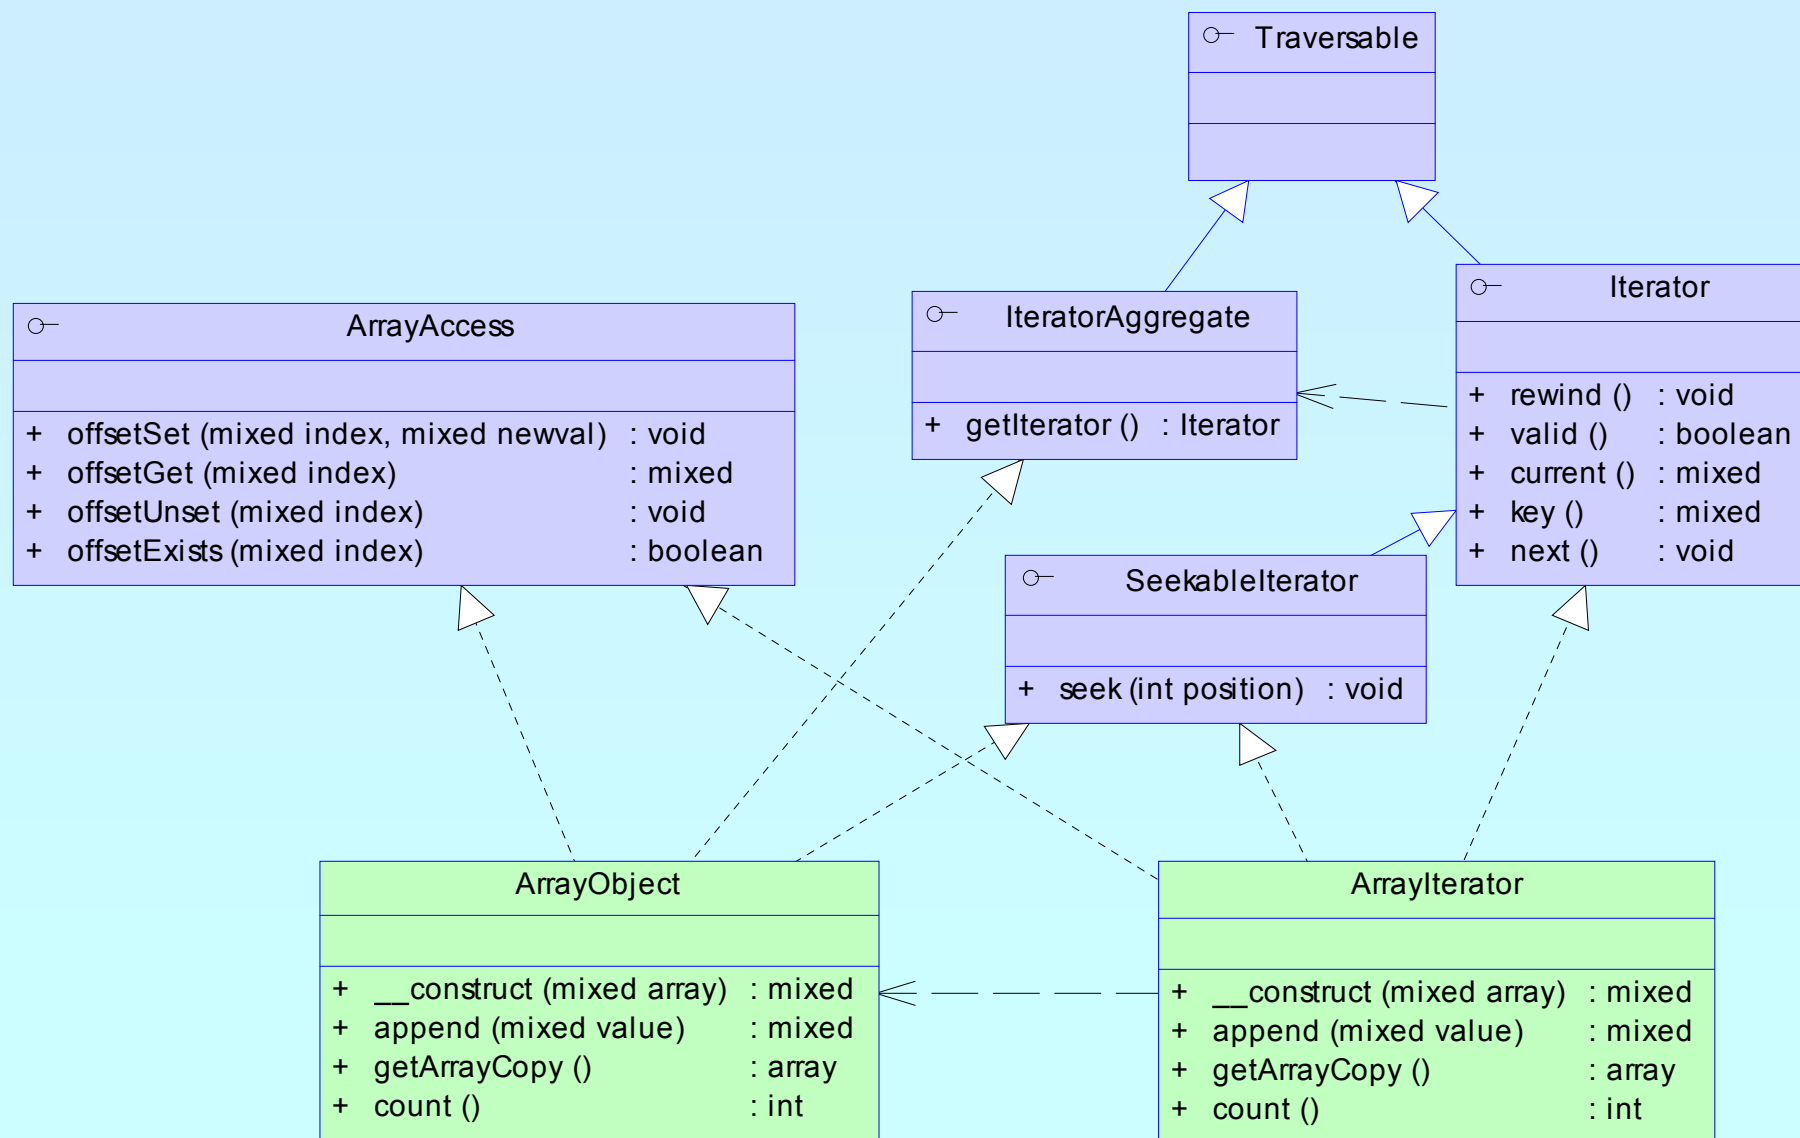 Traversable
Iterator
+ rewind () : void
+ valid () : boolean
+ current () : mixed
+ key () : mixed
+ next () : void
IteratorAggregate
+ getIterator () : Iterator
ArrayAccess
+ offsetSet (mixed index, mixed newval) : void
+ offsetGet (mixed index) : mixed
+ offsetUnset (mixed index) : void
+ offsetExists (mixed index) : boolean
SeekableIterator
+ seek (int position) : void
ArrayObject
+ __construct (mixed array) : mixed
+ append (mixed value) : mixed
+ getArrayCopy () : array
+ count () : int
ArrayIterator
+ __construct (mixed array) : mixed
+ append (mixed value) : mixed
+ getArrayCopy () : array
+ count () : int